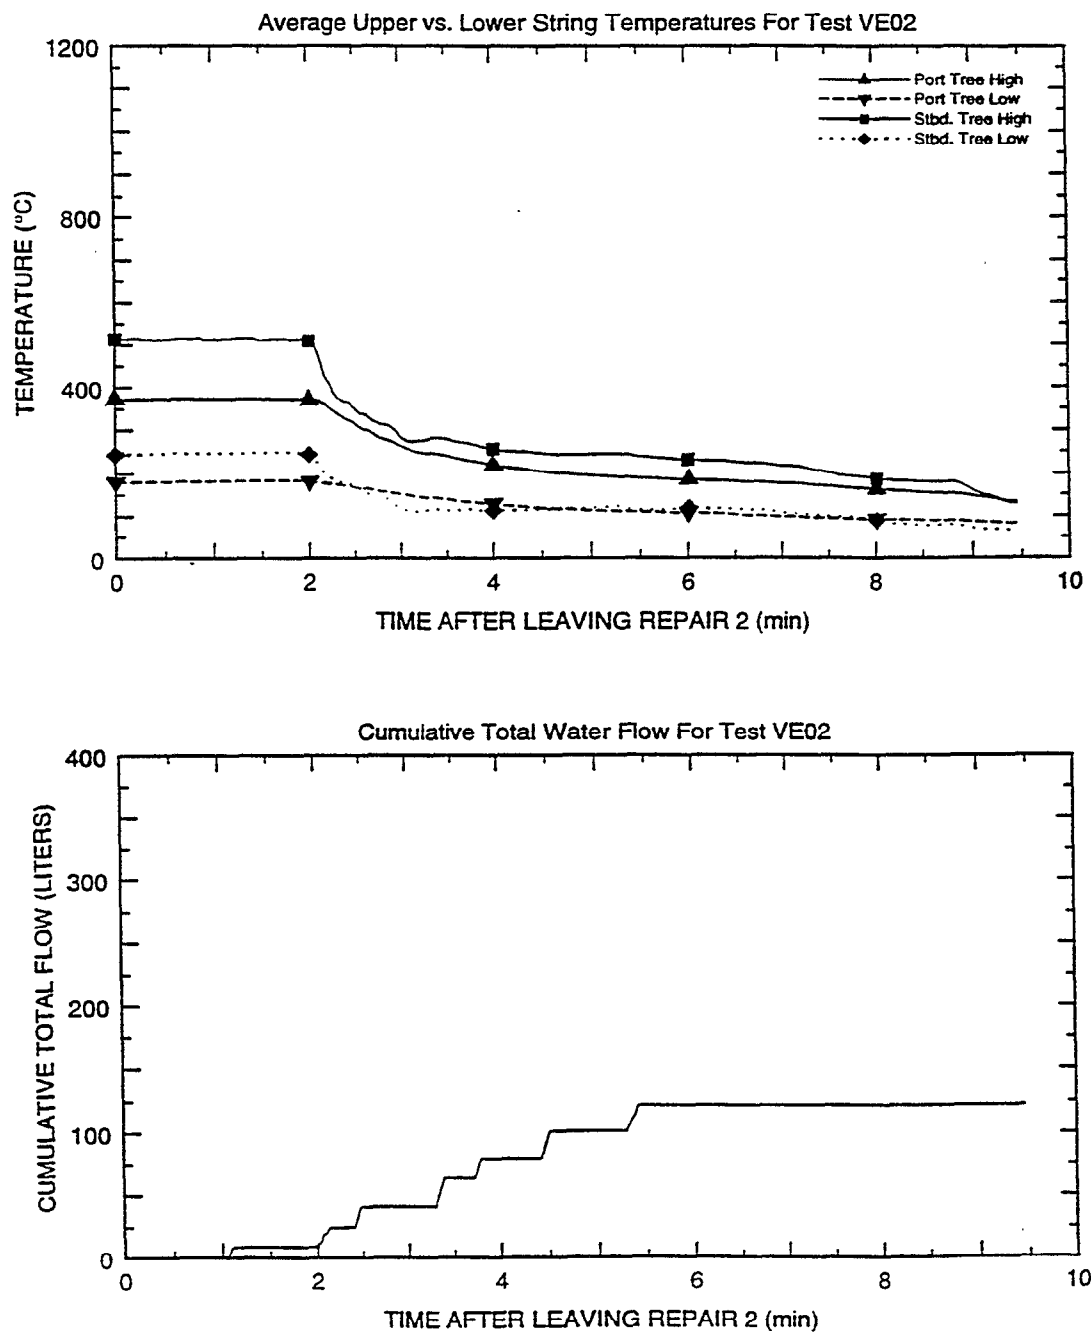 Average Upper vs. Lower String Temperatures For Test VE02
1200
800
400
0
TEMPERATURE (°C)
Port Tree High
Port Tree Low
Stbd. Tree High
Stbd. Tree Low
0 2 4 6 8 10
TIME AFTER LEAVING REPAIR 2 (min)
Cumulative Total Water Flow For Test VE02
400
300
200
100
0
CUMULATIVE TOTAL FLOW (LITERS)
0 2 4 6 8 10
TIME AFTER LEAVING REPAIR 2 (min)